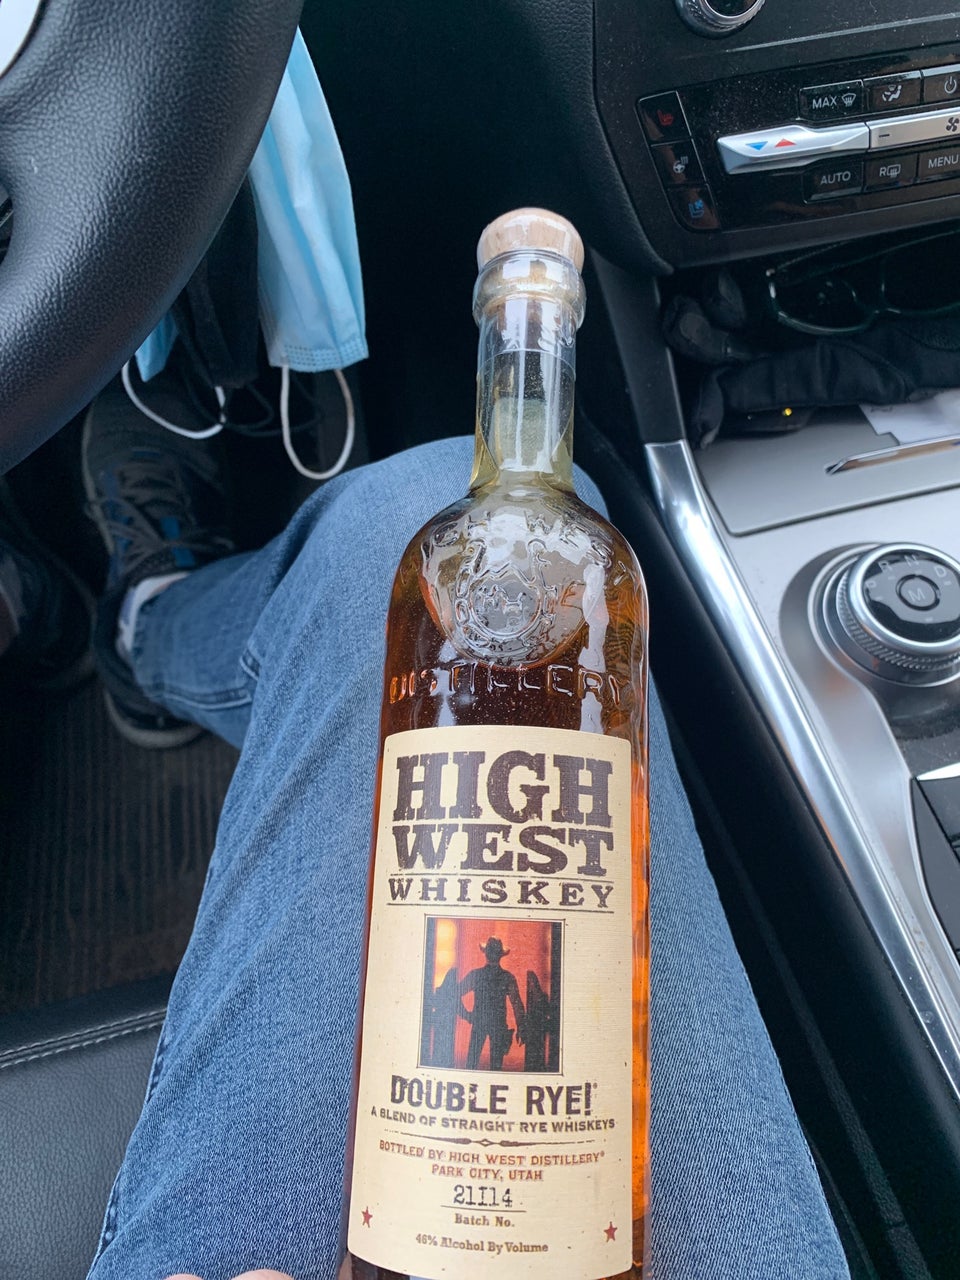 MAX
AUTO
R
MENU
R N D
M
DISTILLERY
HIGH
WEST
WHISKEY
DOUBLE RYE!
A BLEND OF STRAIGHT RYE WHISKEYS
BOTTLED BY HIGH WEST DISTILLERY®
PARK CITY, UTAH
21I14
Batch No.
46% Alcohol By Volume